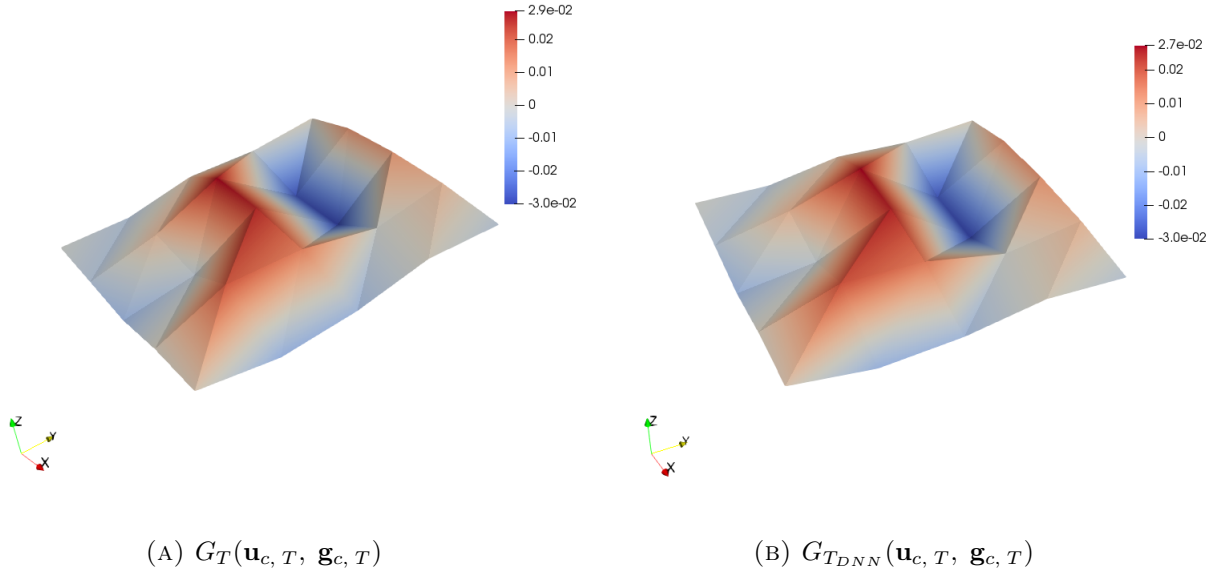 2.9e-02
0.02
0.01
0
-0.01
-0.02
-3.0e-02
Z
Y
X
(A) G_T(u_{c, T}, g_{c, T})
2.7e-02
0.02
0.01
0
-0.01
-0.02
-3.0e-02
Z
Y
X
(B) G_{T_{DNN}}(u_{c, T}, g_{c, T})